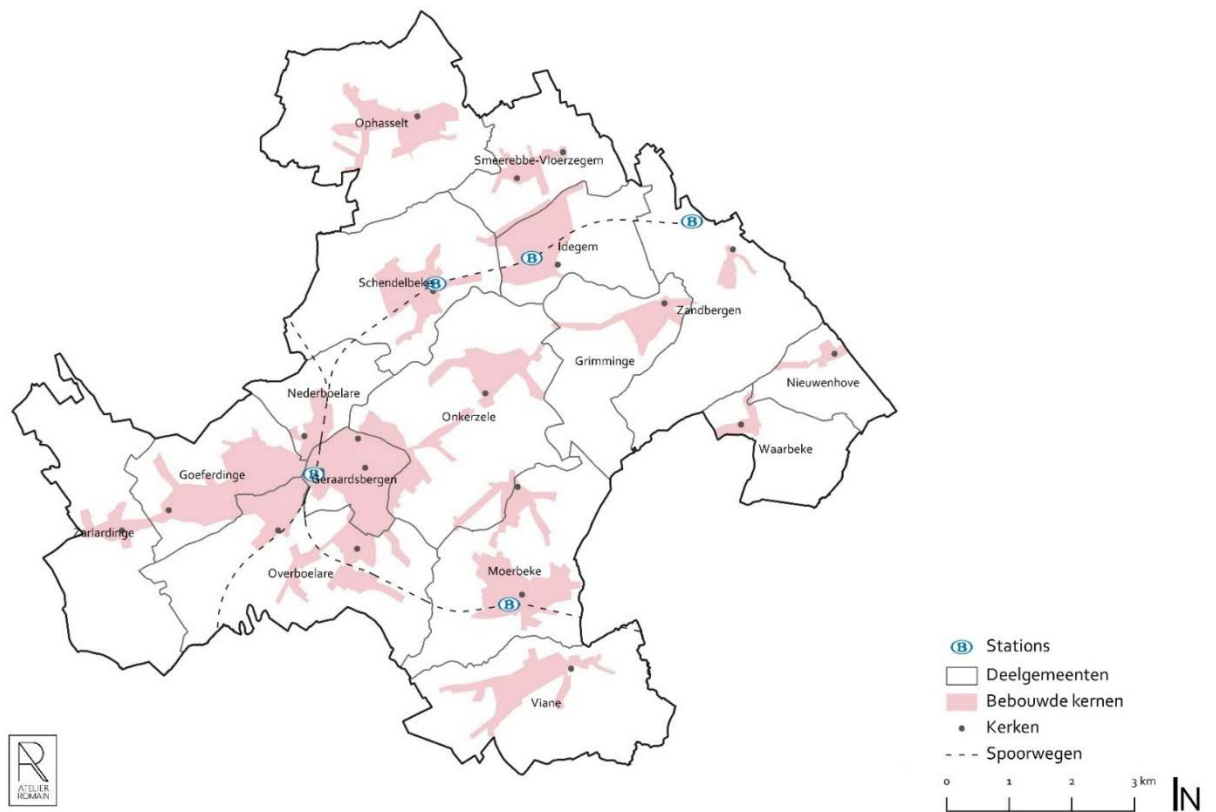 Ophasselt
Smeerebbe-Vloerzegem
Idegem
B
B
Schendelbeke
B
Zandbergen
Grimminge
Nieuwenhove
Nederboelare
Onkerzele
Waarbeke
Goeferdinge
B
Geraardsbergen
Zarlardinge
Overboelare
Moerbeke
B
Viane
B Stations
Deelgemeenten
Bebouwde kernen
Kerken
Spoorwegen
0 1 2 3 km
N
R
ATELIER
ROMAIN